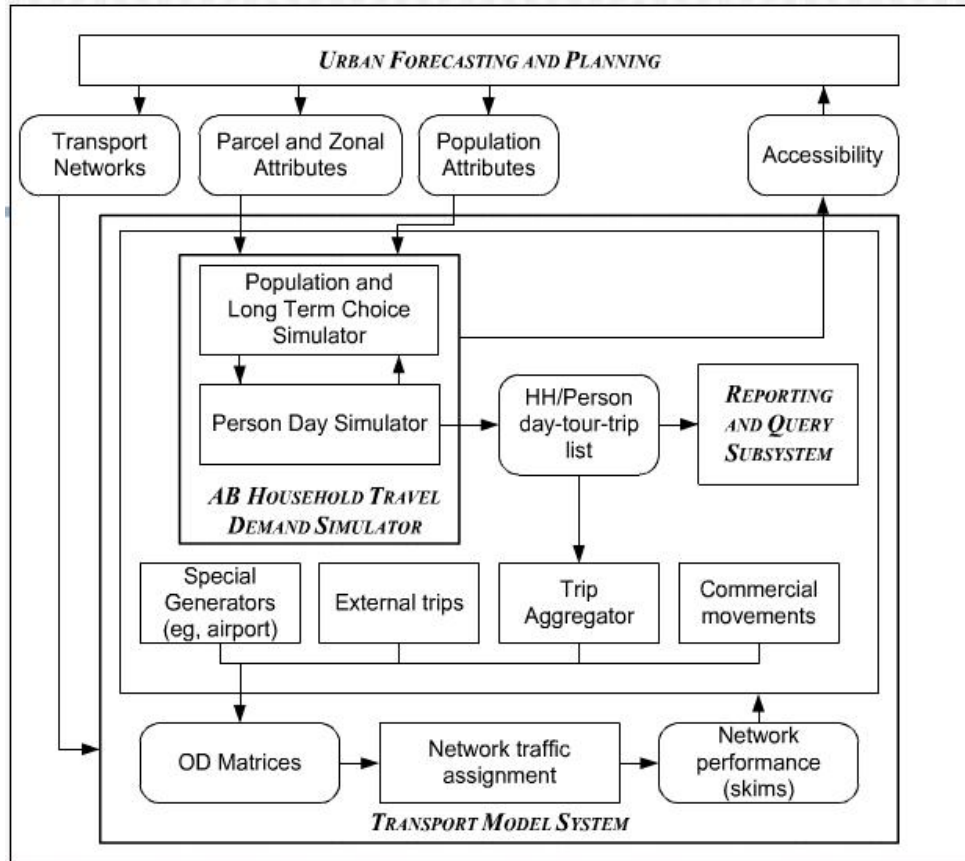 URBAN FORECASTING AND PLANNING
Transport
Networks
Parcel and Zonal
Attributes
Population
Attributes
Accessibility
Population and
Long Term Choice
Simulator
Person Day Simulator
HH/Person
day-tour-trip
list
REPORTING
AND QUERY
SUBSYSTEM
AB HOUSEHOLD TRAVEL
DEMAND SIMULATOR
Special
Generators
(eg, airport)
External trips
Trip
Aggregator
Commercial
movements
OD Matrices
Network traffic
assignment
Network
performance
(skims)
TRANSPORT MODEL SYSTEM